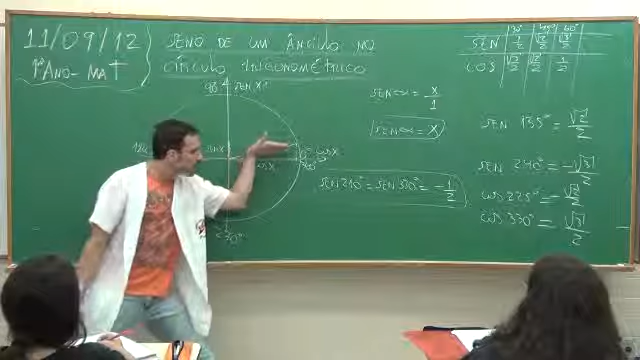 11/09/12
1ºANO - MAT
SENO DE UM ÂNGULO NO
CÍRCULO TRIGONOMÉTRICO
30° 45° 60°
SEN 1/2 √2/2 √3/2
COS √3/2 √2/2 1/2
90° SEN X
COS X
270°
SEN α = X/1
SEN α = X
SEN 210° = SEN 330° = -1/2
SEN 135° = √2/2
SEN 240° = -√3/2
COS 225° = -√2/2
COS 330° = √3/2